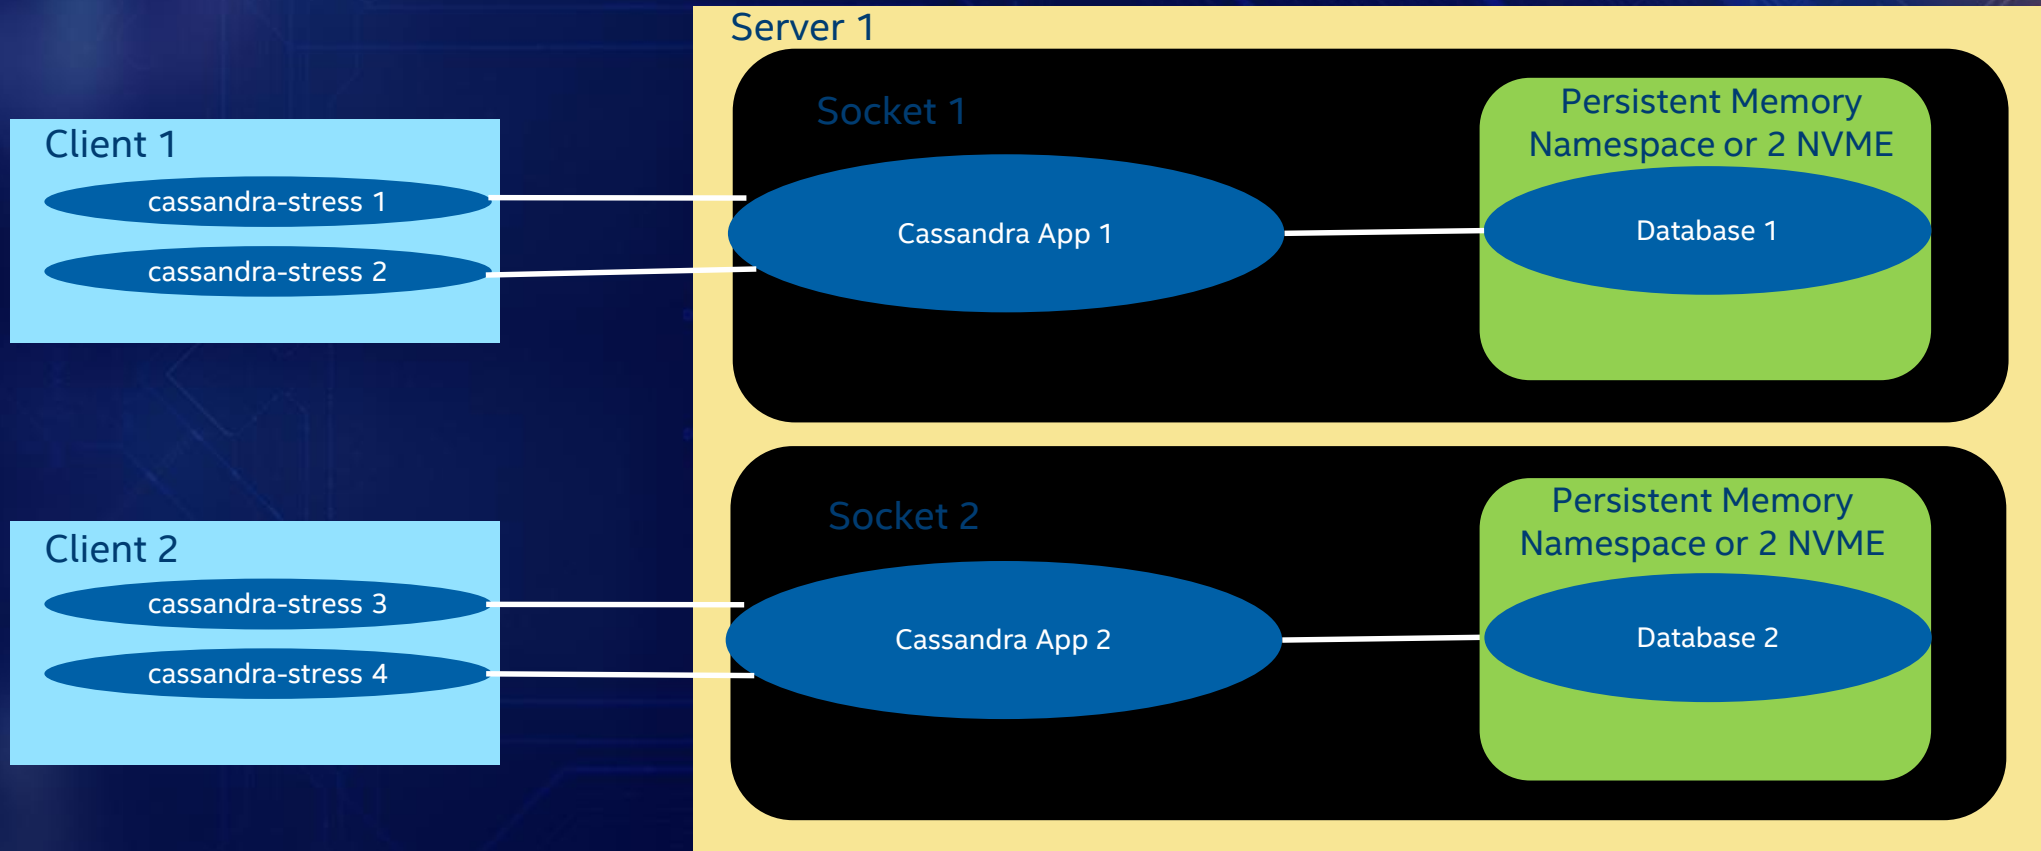 Server 1
Client 1
cassandra-stress 1
cassandra-stress 2
Socket 1
Cassandra App 1
Persistent Memory
Namespace or 2 NVME
Database 1
Client 2
cassandra-stress 3
cassandra-stress 4
Socket 2
Cassandra App 2
Persistent Memory
Namespace or 2 NVME
Database 2